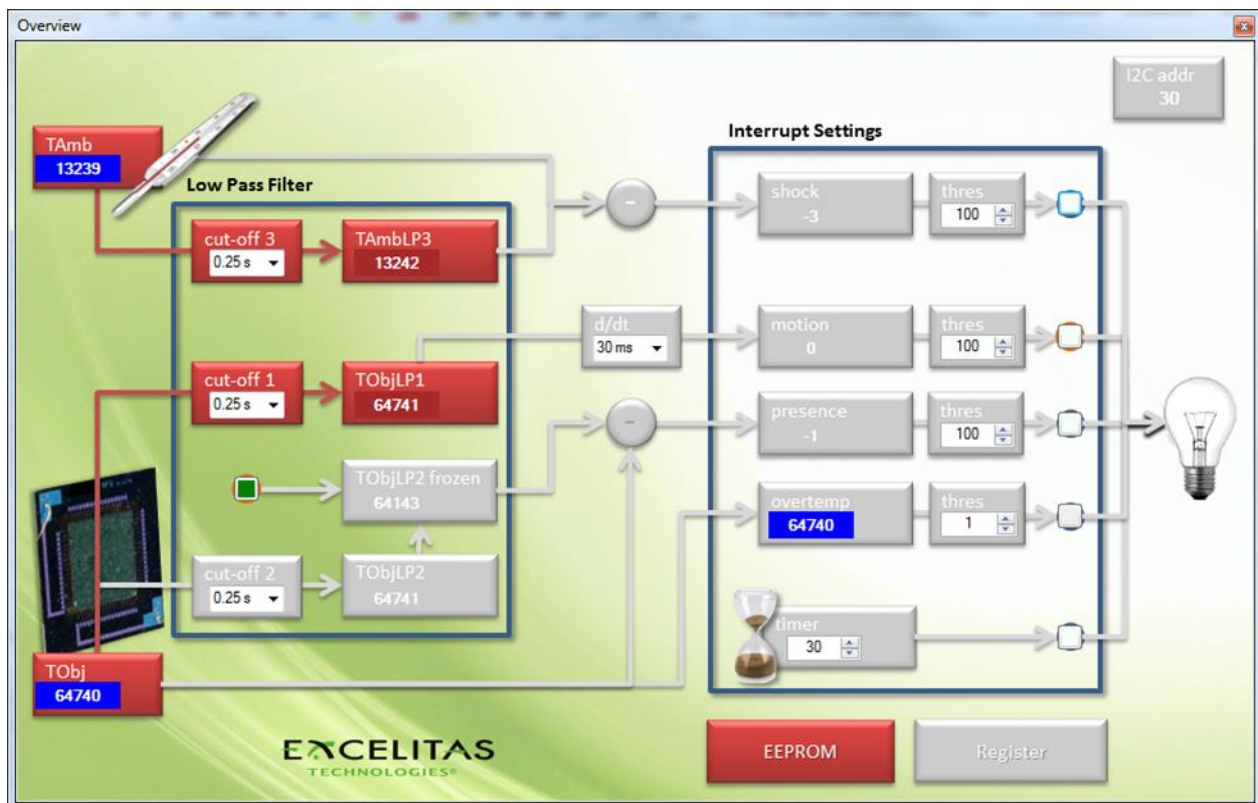 Overview
I2C addr
30
TAmb
13239
Low Pass Filter
cut-off 3
0.25 s
TAmbLP3
13242
cut-off 1
0.25 s
TObjLP1
64741
TObjLP2 frozen
64143
cut-off 2
0.25 s
TObjLP2
64741
TObj
64740
-
d/dt
30 ms
-
Interrupt Settings
shock
-3
thres
100
motion
0
thres
100
presence
-1
thres
100
overtemp
64740
thres
1
timer
30
EXCELITAS
TECHNOLOGIES®
EEPROM
Register